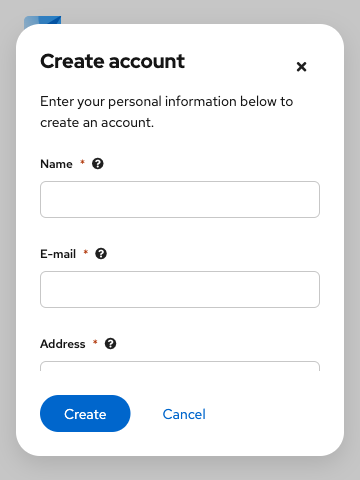 Create account
Enter your personal information below to
create an account.
Name *
E-mail *
Address *
Create
Cancel